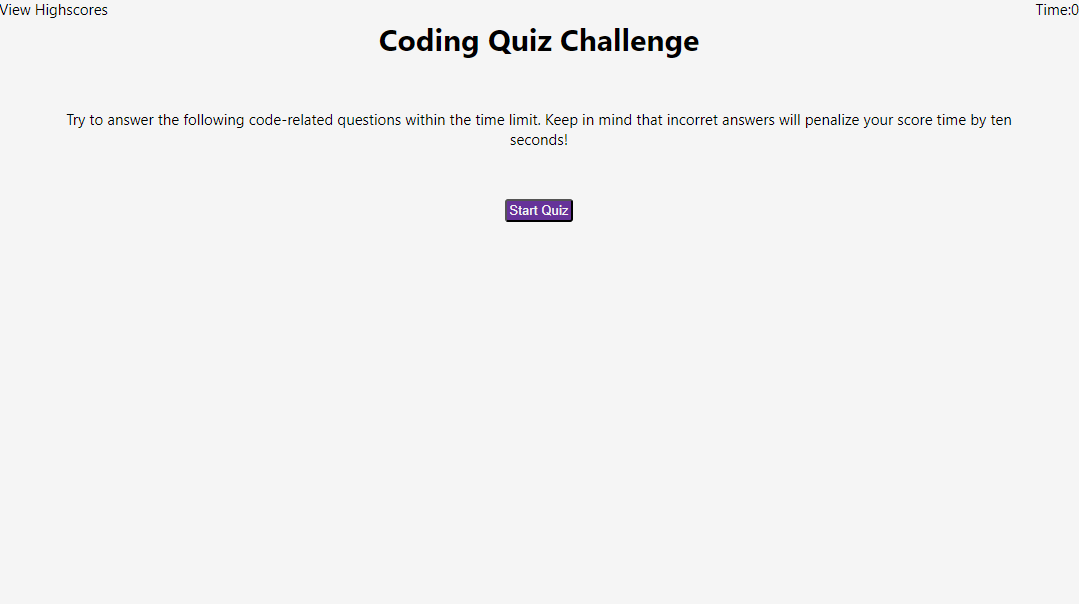 View Highscores
Time:0
Coding Quiz Challenge
Try to answer the following code-related questions within the time limit. Keep in mind that incorret answers will penalize your score time by ten
seconds!
Start Quiz